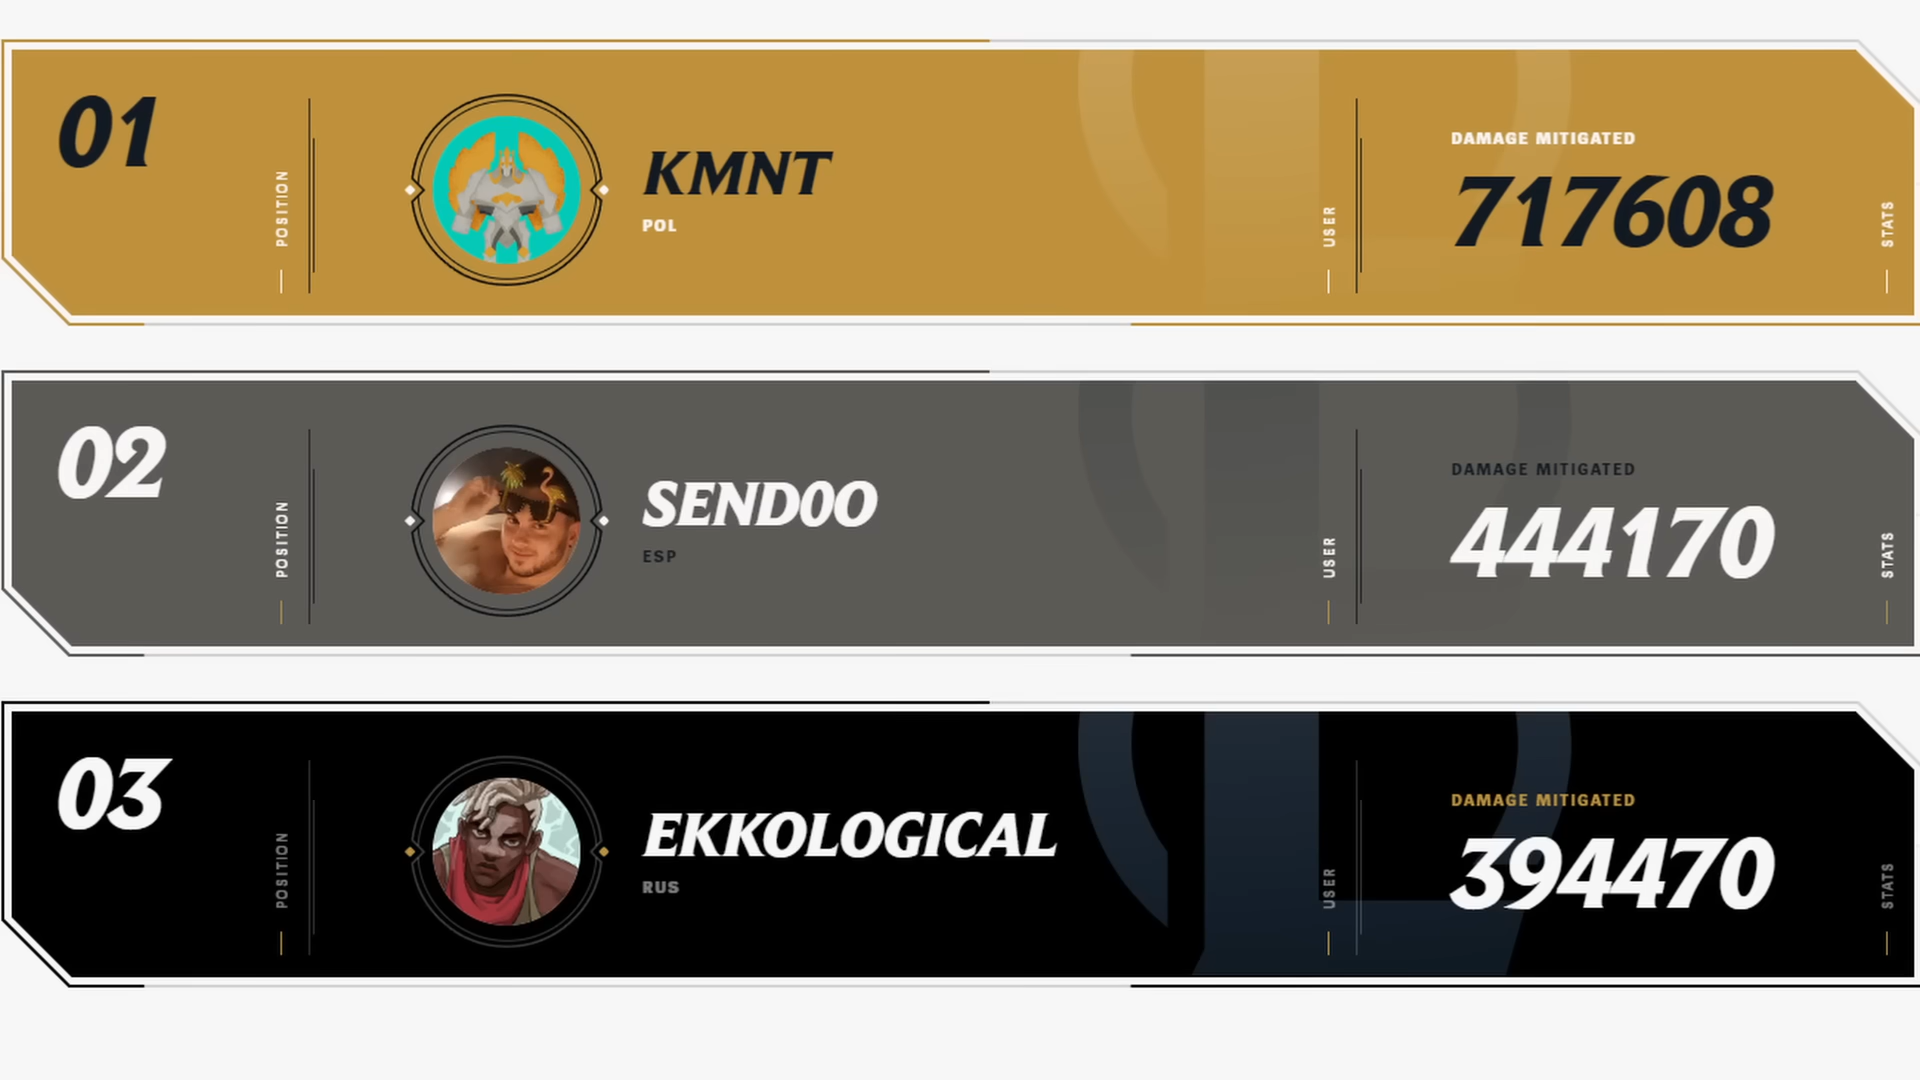 01
POSITION
KMNT
POL
USER
DAMAGE MITIGATED
717608
STATS
02
POSITION
SEND0O
ESP
USER
DAMAGE MITIGATED
444170
STATS
03
POSITION
EKKOLOGICAL
RUS
USER
DAMAGE MITIGATED
394470
STATS